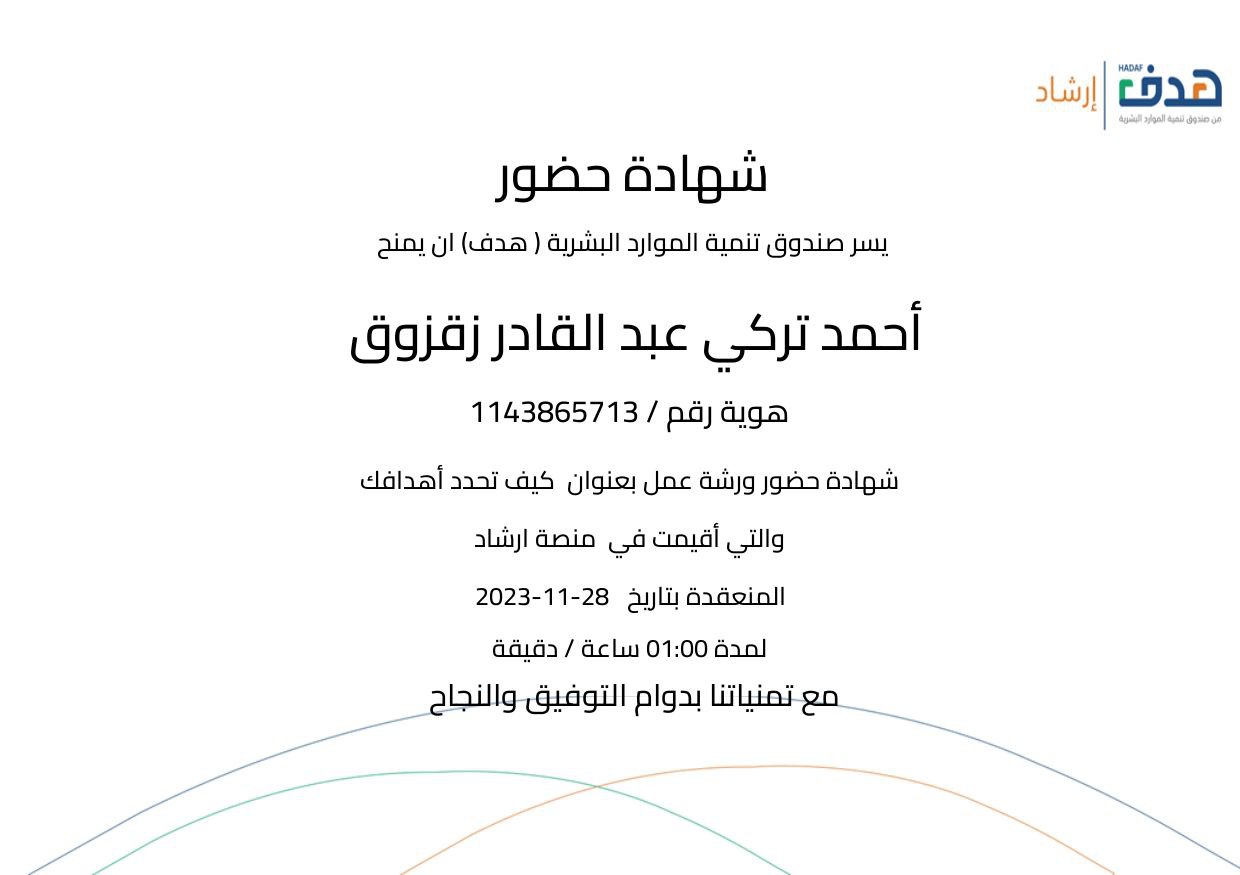 HADAF
هدف إرشاد
من صندوق تنمية الموارد البشرية
شهادة حضور
يسر صندوق تنمية الموارد البشرية ( هدف) ان يمنح
أحمد تركي عبد القادر زقزوق
هوية رقم / 1143865713
شهادة حضور ورشة عمل بعنوان  كيف تحدد أهدافك
والتي أقيمت في  منصة ارشاد
المنعقدة بتاريخ   28-11-2023
لمدة 01:00 ساعة / دقيقة
مع تمنياتنا بدوام التوفيق والنجاح